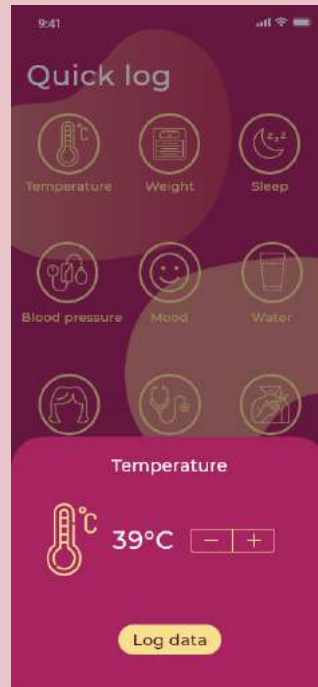 9:41
Quick log
°C
z z z
Temperature Weight Sleep
Blood pressure Mood Water
Temperature
°C
39°C − +
Log data